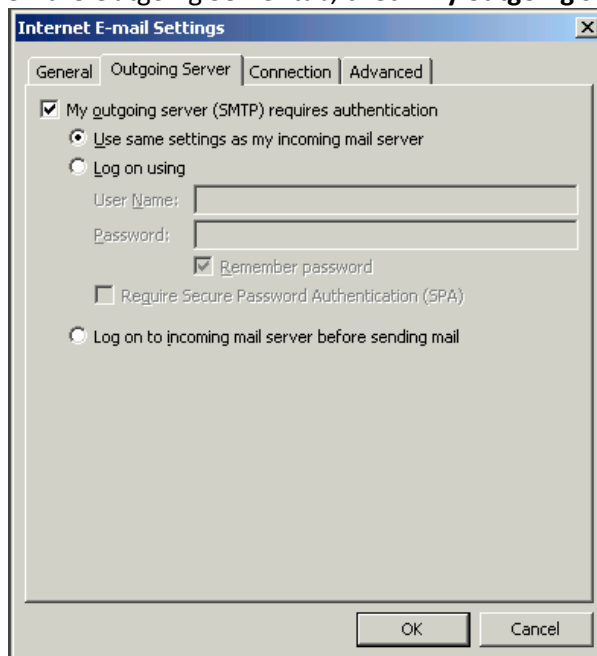 Internet E-mail Settings
General Outgoing Server Connection Advanced
My outgoing server (SMTP) requires authentication
Use same settings as my incoming mail server
Log on using
User Name:
Password:
Remember password
Require Secure Password Authentication (SPA)
Log on to incoming mail server before sending mail
OK Cancel